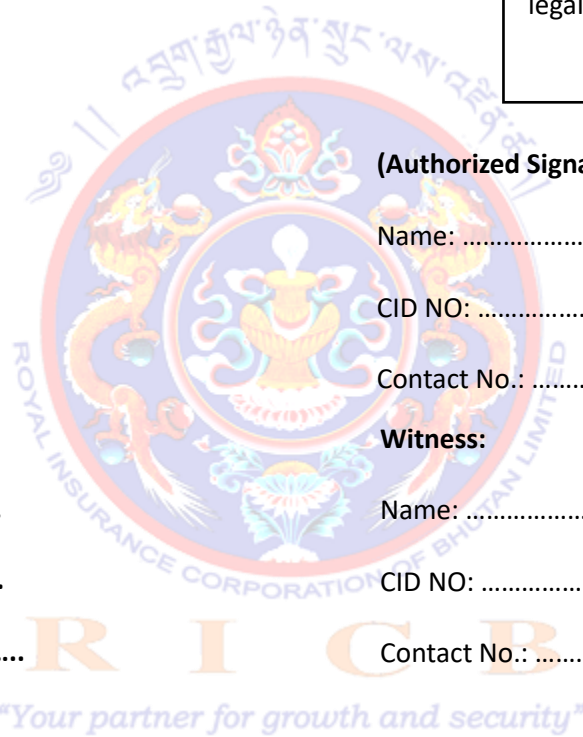 legal
(Authorized Signa
Name: ……………….
CID NO: ……………..
Contact No.: ………
Witness:
Name: ………………..
CID NO: …………….
Contact No.: ……..
ROYAL INSURANCE CORPORATION OF BHUTAN LIMITED
R I C B
"Your partner for growth and security"